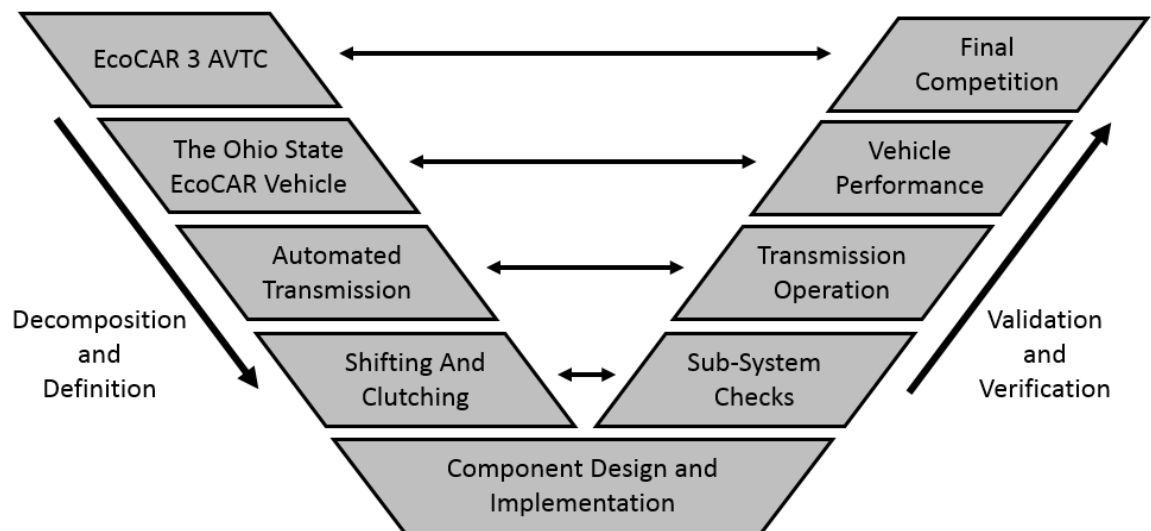 EcoCAR 3 AVTC
Final
Competition
The Ohio State
EcoCAR Vehicle
Vehicle
Performance
Automated
Transmission
Transmission
Operation
Decomposition
and
Definition
Shifting And
Clutching
Sub-System
Checks
Validation
and
Verification
Component Design and
Implementation